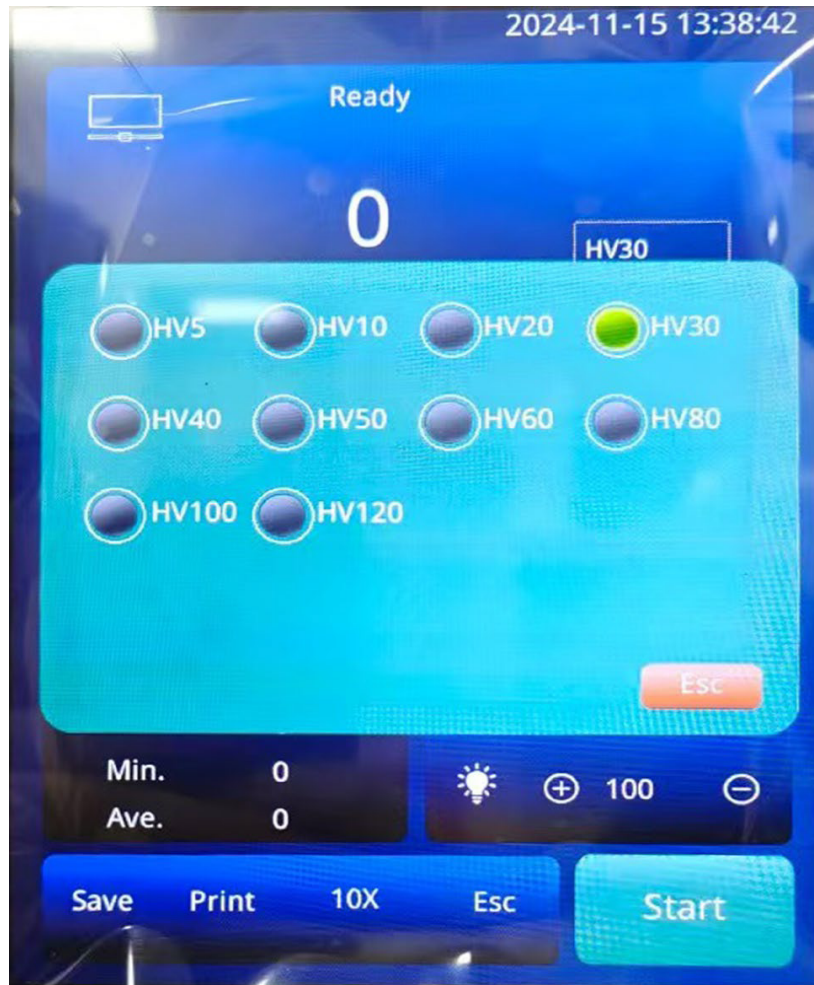 2024-11-15 13:38:42
Ready
0
HV30
HV5 HV10 HV20 HV30
HV40 HV50 HV60 HV80
HV100 HV120
Esc
Min. 0
Ave. 0
100
Save Print 10X Esc
Start